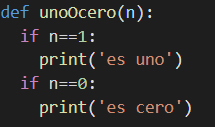 def unoOcero(n):
  if n==1:
    print('es uno')
  if n==0:
    print('es cero')